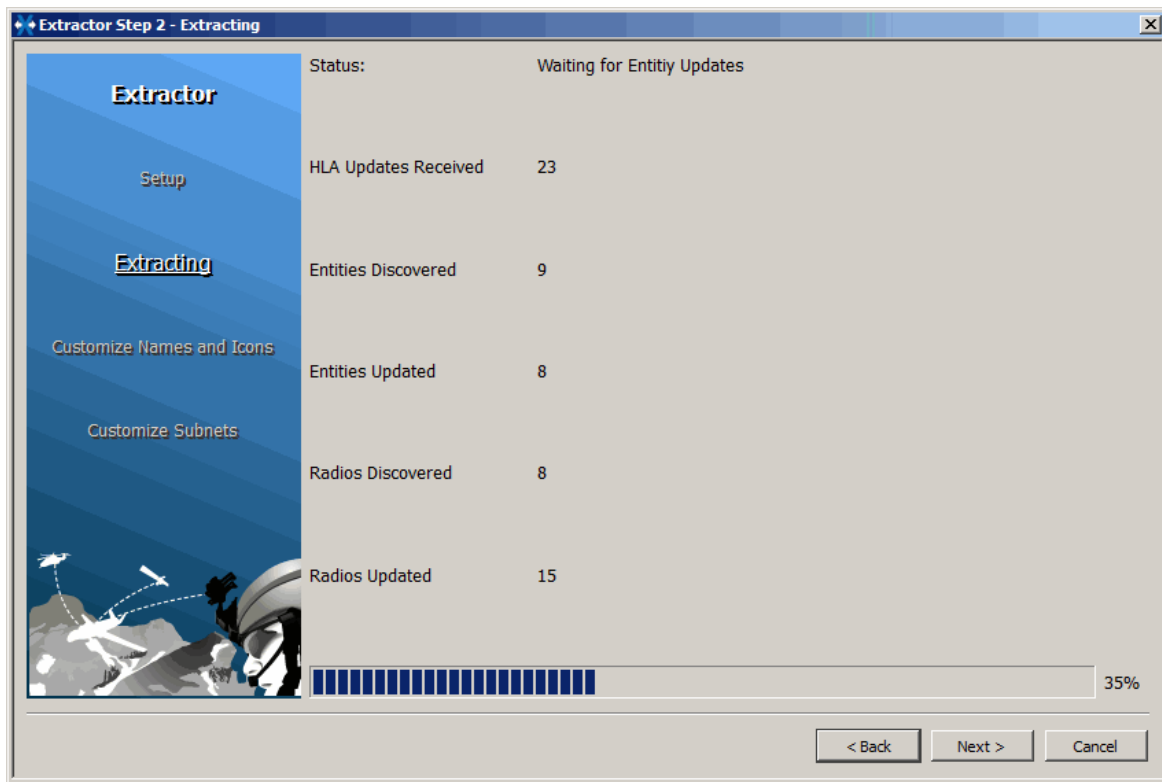 Extractor Step 2 - Extracting
Extractor
Setup
Extracting
Customize Names and Icons
Customize Subnets
Status: Waiting for Entitiy Updates
HLA Updates Received 23
Entities Discovered 9
Entities Updated 8
Radios Discovered 8
Radios Updated 15
35%
< Back Next > Cancel